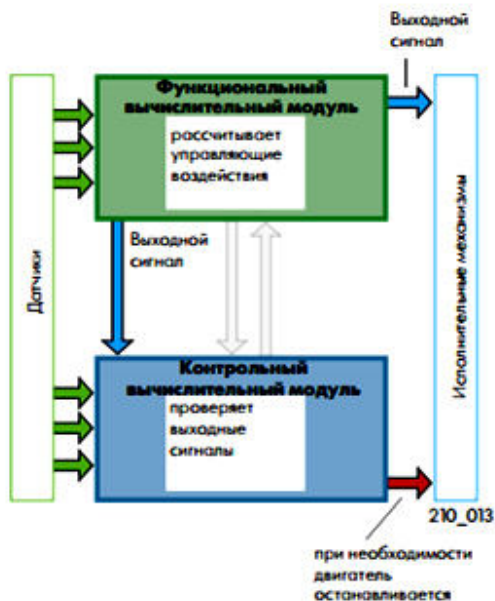 Выходной
сигнал
Функциональный
вычислительный модуль
рассчитывает
управляющие
воздействия
Датчики
Выходной
сигнал
Исполнительные механизмы
Контрольный
вычислительный модуль
проверяет
выходные
сигналы
210_013
при необходимости
двигатель
останавливается